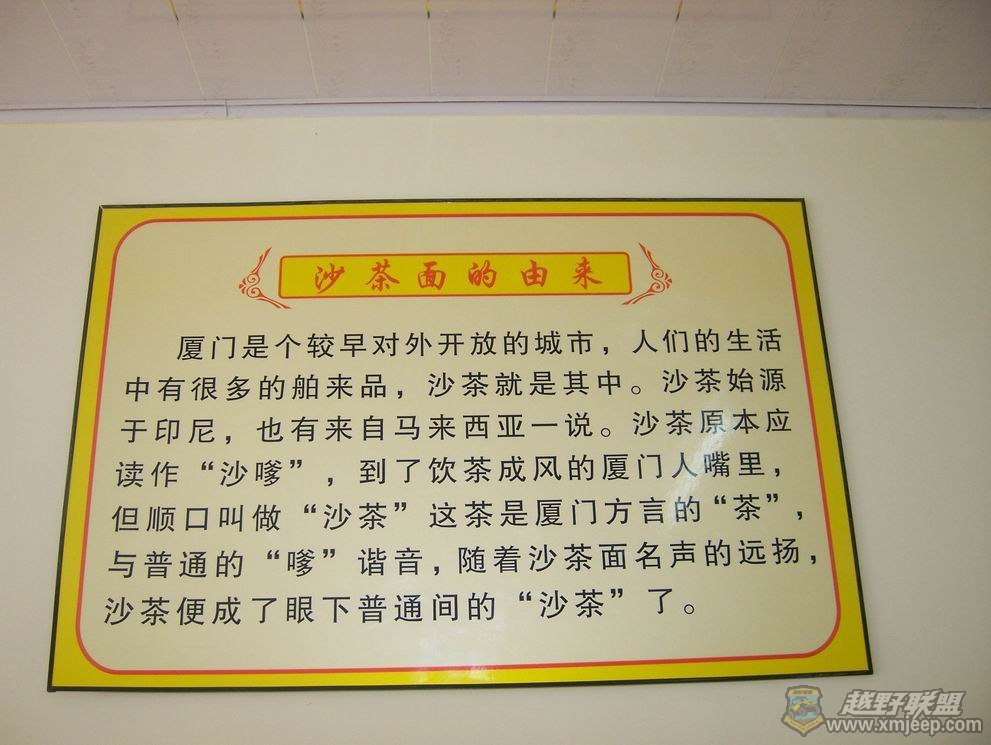 沙茶面的由来
厦门是个较早对外开放的城市，人们的生活
中有很多的舶来品，沙茶就是其中。沙茶始源
于印尼，也有来自马来西亚一说。沙茶原本应
读作“沙嗲”，到了饮茶成风的厦门人嘴里，
但顺口叫做“沙茶”这茶是厦门方言的“茶”，
与普通的“嗲”谐音，随着沙茶面名声的远扬，
沙茶便成了眼下普通间的“沙茶”了。
越野联盟
www.xmjeep.com